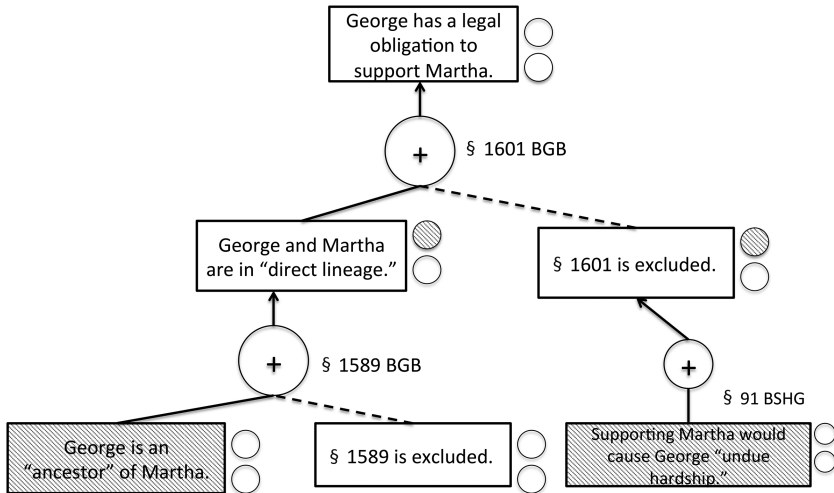 George has a legal
obligation to
support Martha.
+
§ 1601 BGB
George and Martha
are in “direct lineage.”
§ 1601 is excluded.
+
§ 1589 BGB
+
§ 91 BSHG
George is an
“ancestor” of Martha.
§ 1589 is excluded.
Supporting Martha would
cause George “undue
hardship.”